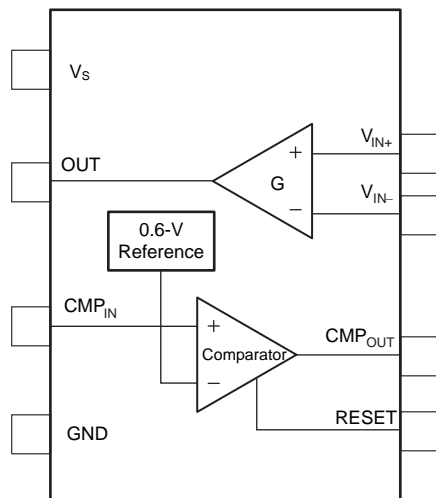 VS
OUT
VIN+
+
G
−
VIN−
0.6-V
Reference
CMPIN
+
Comparator
−
CMPOUT
RESET
GND